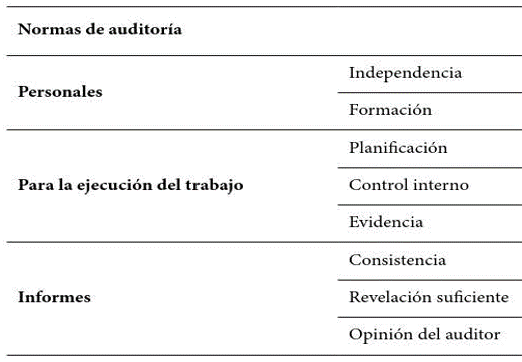 Normas de auditoría
Personales
Independencia
Formación
Para la ejecución del trabajo
Planificación
Control interno
Evidencia
Informes
Consistencia
Revelación suficiente
Opinión del auditor